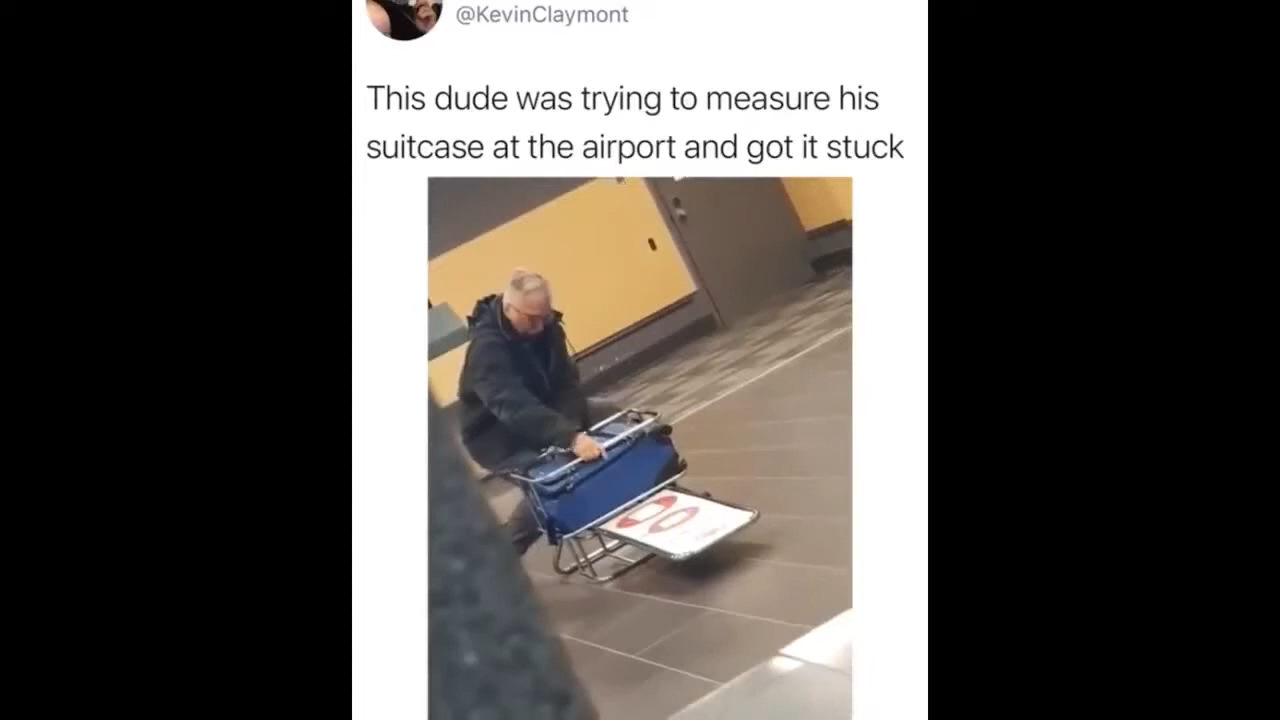 @KevinClaymont
This dude was trying to measure his
suitcase at the airport and got it stuck